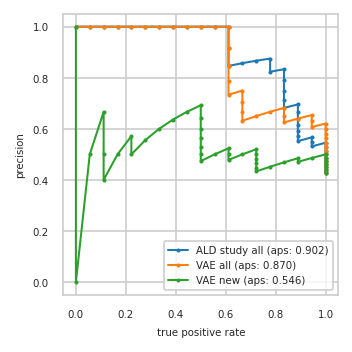 1.0
0.8
0.6
0.4
0.2
0.0
precision
0.0 0.2 0.4 0.6 0.8 1.0
true positive rate
ALD study all (aps: 0.902)
VAE all (aps: 0.870)
VAE new (aps: 0.546)